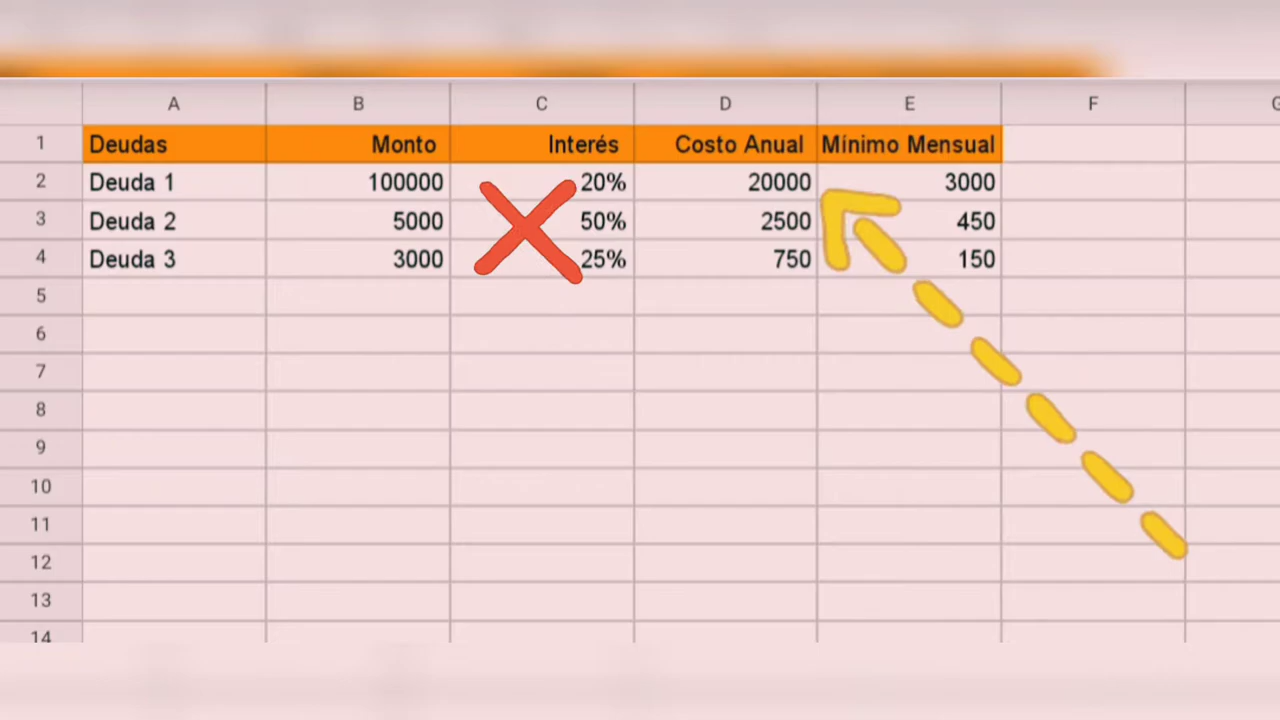 A B C D E F G
1 Deudas Monto Interés Costo Anual Mínimo Mensual
2 Deuda 1 100000 20% 20000 3000
3 Deuda 2 5000 50% 2500 450
4 Deuda 3 3000 25% 750 150
5
6
7
8
9
10
11
12
13
14